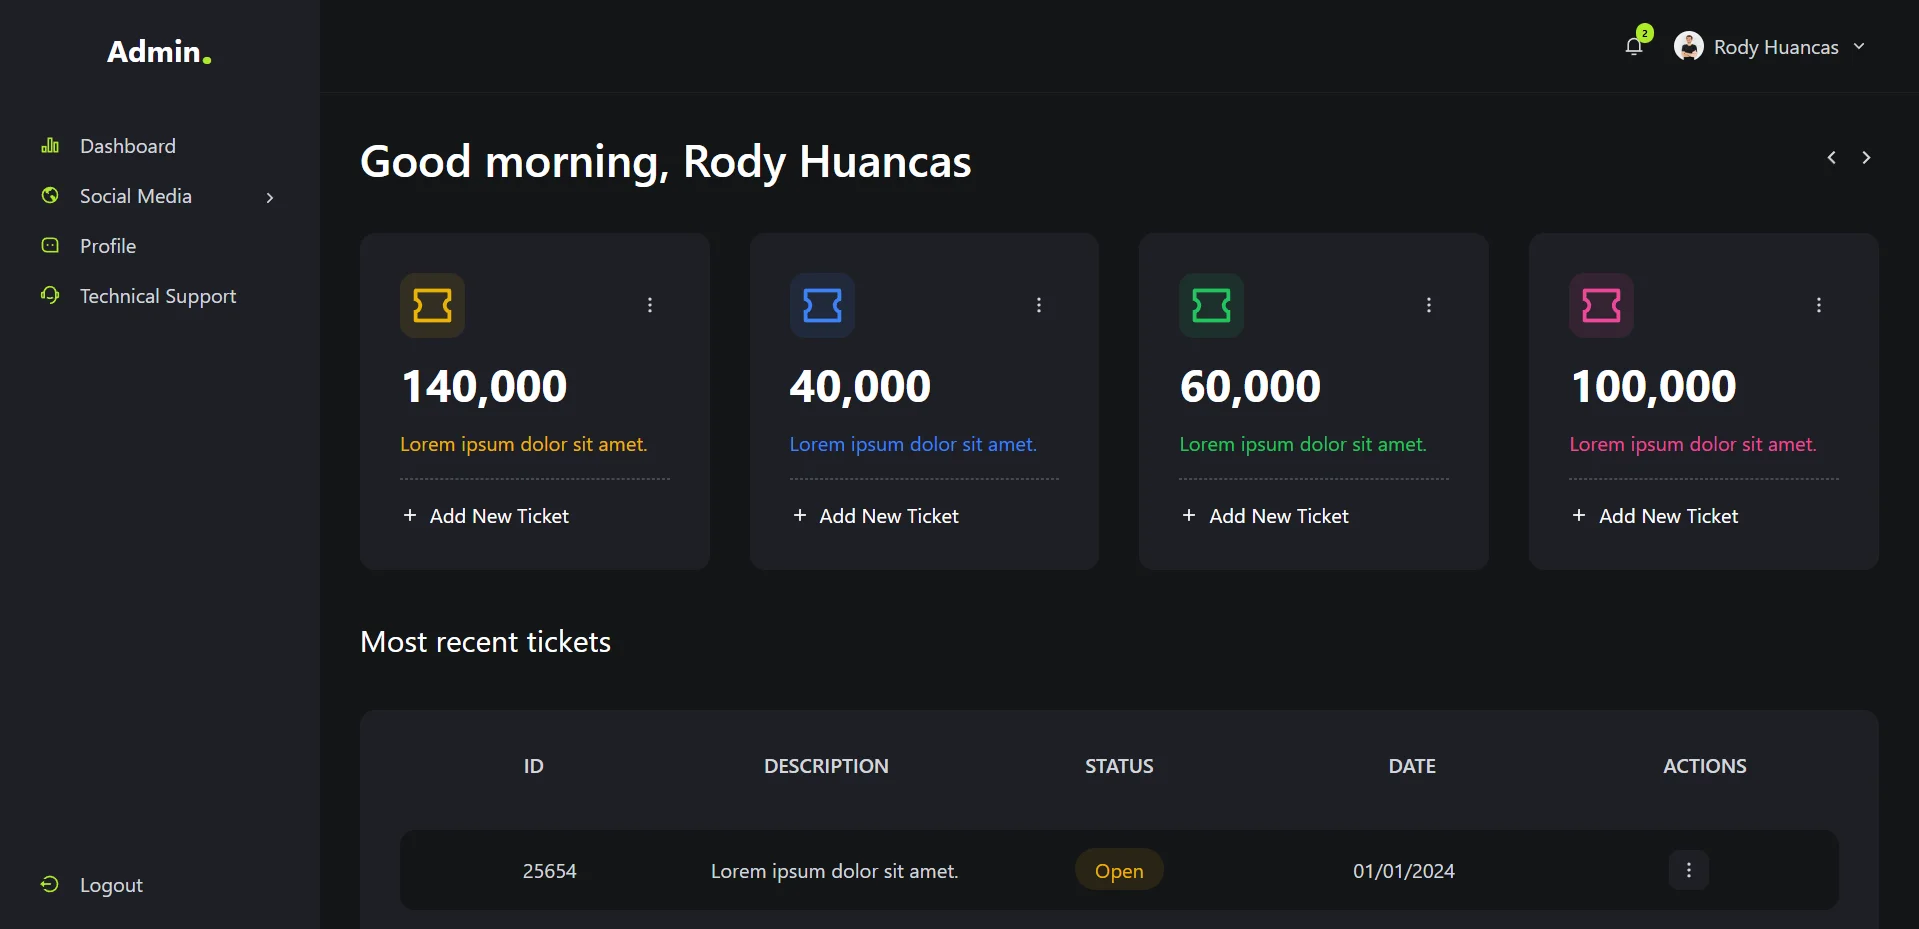 Admin.
Dashboard
Social Media
Profile
Technical Support
Logout
2
Rody Huancas
Good morning, Rody Huancas
140,000
Lorem ipsum dolor sit amet.
+ Add New Ticket
40,000
Lorem ipsum dolor sit amet.
+ Add New Ticket
60,000
Lorem ipsum dolor sit amet.
+ Add New Ticket
100,000
Lorem ipsum dolor sit amet.
+ Add New Ticket
Most recent tickets
ID DESCRIPTION STATUS DATE ACTIONS
25654 Lorem ipsum dolor sit amet. Open 01/01/2024